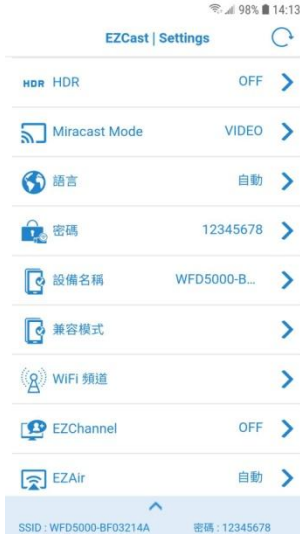 98% 14:13
EZCast | Settings
HDR HDR OFF
Miracast Mode VIDEO
語言 自動
密碼 12345678
設備名稱 WFD5000-B...
兼容模式
WiFi 頻道
EZChannel OFF
EZAir 自動
SSID : WFD5000-BF03214A 密碼 : 12345678